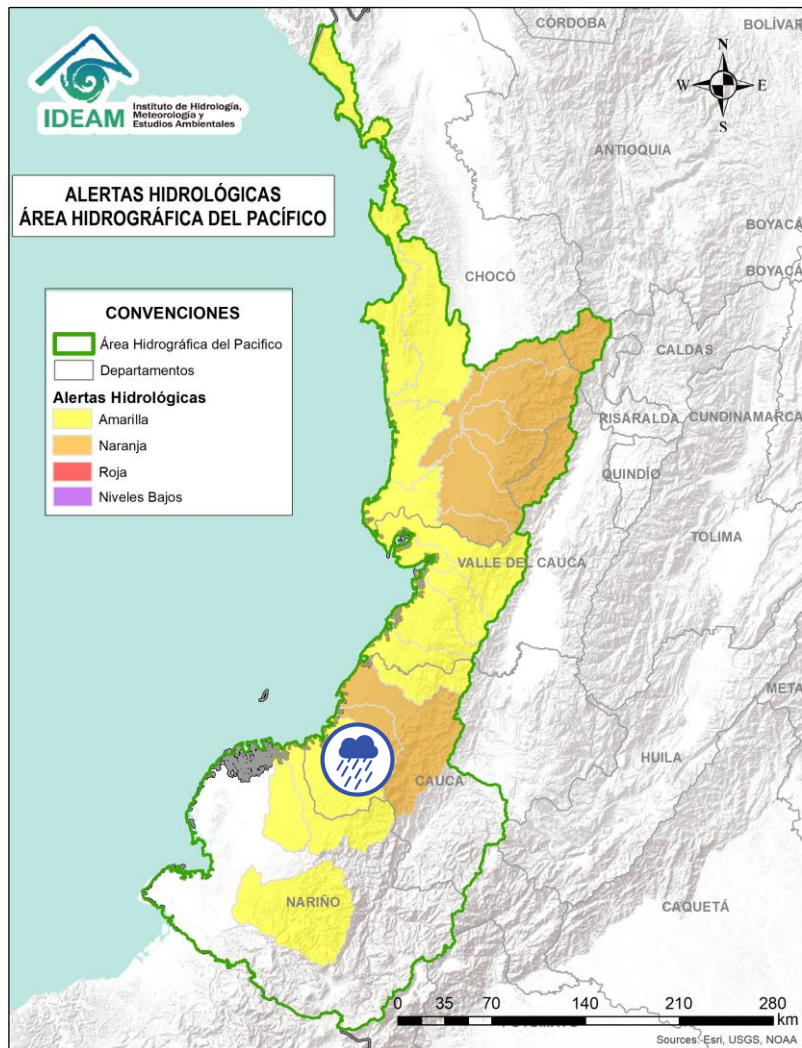 CÓRDOBA
BOLÍVAR
N
W
E
S
IDEAM
Instituto de Hidrología,
Meteorología y
Estudios Ambientales
ANTIOQUIA
ALERTAS HIDROLÓGICAS
ÁREA HIDROGRÁFICA DEL PACÍFICO
BOYACÁ
CHOCÓ
BOYACÁ
CONVENCIONES
Área Hidrográfica del Pacifico
Departamentos
Alertas Hidrológicas
Amarilla
Naranja
Roja
Niveles Bajos
CALDAS
RISARALDA
CUNDINAMARCA
QUINDÍO
TOLIMA
VALLE DEL CAUCA
META
HUILA
CAUCA
NARIÑO
CAQUETÁ
0 35 70 140 210 280
km
Sources: Esri, USGS, NOAA